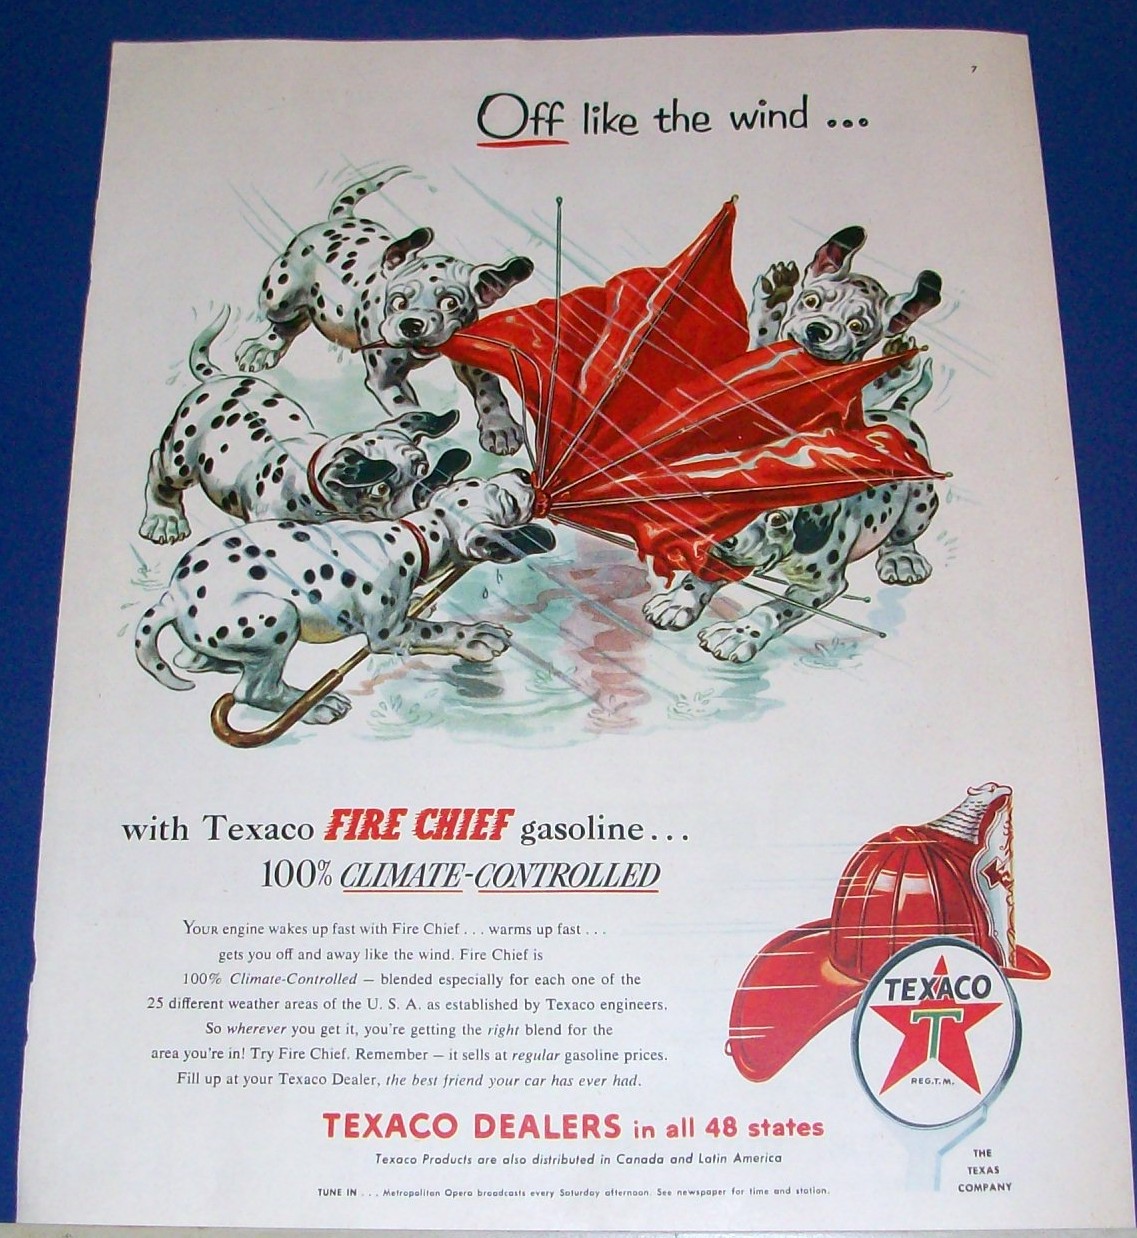 7
Off like the wind ...
with Texaco FIRE CHIEF gasoline...
100% CLIMATE-CONTROLLED
YOUR engine wakes up fast with Fire Chief . . . warms up fast . . .
gets you off and away like the wind. Fire Chief is
100% Climate-Controlled — blended especially for each one of the
25 different weather areas of the U. S. A. as established by Texaco engineers.
So wherever you get it, you're getting the right blend for the
area you're in! Try Fire Chief. Remember — it sells at regular gasoline prices.
Fill up at your Texaco Dealer, the best friend your car has ever had.
TEXACO
T
REG.T.M.
TEXACO DEALERS in all 48 states
Texaco Products are also distributed in Canada and Latin America
TUNE IN . . . Metropolitan Opera broadcasts every Saturday afternoon. See newspaper for time and station.
THE
TEXAS
COMPANY